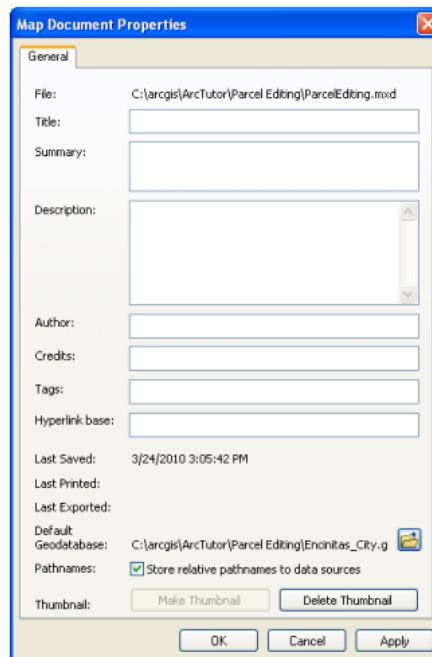 Map Document Properties
General
File: C:\arcgis\ArcTutor\Parcel Editing\ParcelEditing.mxd
Title:
Summary:
Description:
Author:
Credits:
Tags:
Hyperlink base:
Last Saved: 3/24/2010 3:05:42 PM
Last Printed:
Last Exported:
Default
Geodatabase: C:\arcgis\ArcTutor\Parcel Editing\Encinitas_City.g
Pathnames: Store relative pathnames to data sources
Thumbnail: Make Thumbnail Delete Thumbnail
OK Cancel Apply